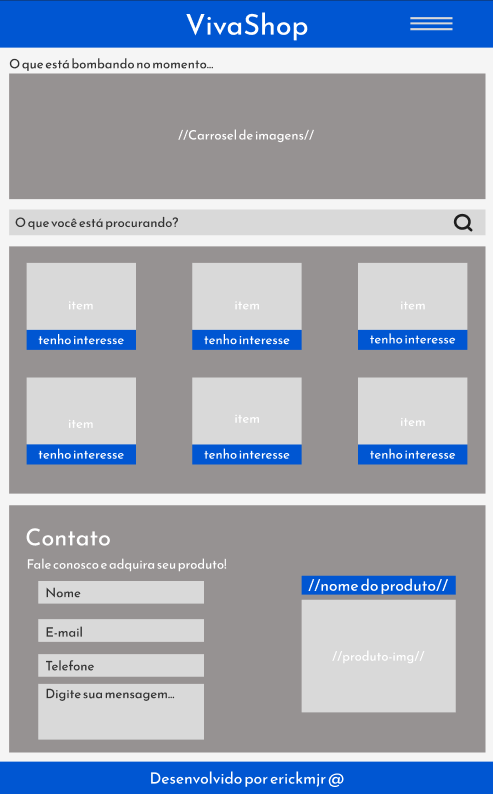 VivaShop
O que está bombando no momento...
//Carrosel de imagens//
O que você está procurando?
item
item
item
tenho interesse
tenho interesse
tenho interesse
item
item
item
tenho interesse
tenho interesse
tenho interesse
Contato
Fale conosco e adquira seu produto!
Nome
E-mail
Telefone
Digite sua mensagem...
//nome do produto//
//produto-img//
Desenvolvido por erickmjr @